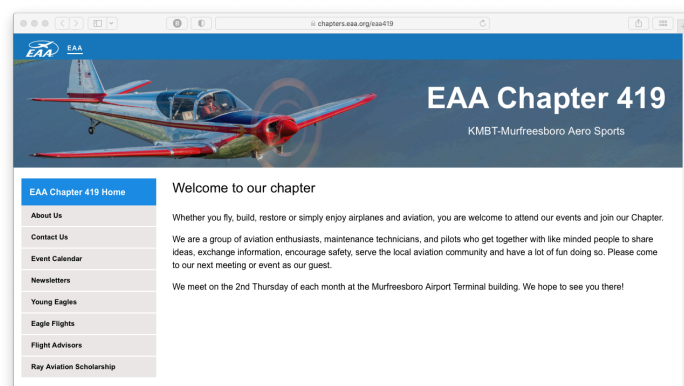 chapters.eaa.org/eaa419
EAA EAA
EAA Chapter 419
KMBT-Murfreesboro Aero Sports
EAA Chapter 419 Home
About Us
Contact Us
Event Calendar
Newsletters
Young Eagles
Eagle Flights
Flight Advisors
Ray Aviation Scholarship
Welcome to our chapter
Whether you fly, build, restore or simply enjoy airplanes and aviation, you are welcome to attend our events and join our Chapter.
We are a group of aviation enthusiasts, maintenance technicians, and pilots who get together with like minded people to share
ideas, exchange information, encourage safety, serve the local aviation community and have a lot of fun doing so. Please come
to our next meeting or event as our guest.
We meet on the 2nd Thursday of each month at the Murfreesboro Airport Terminal building. We hope to see you there!